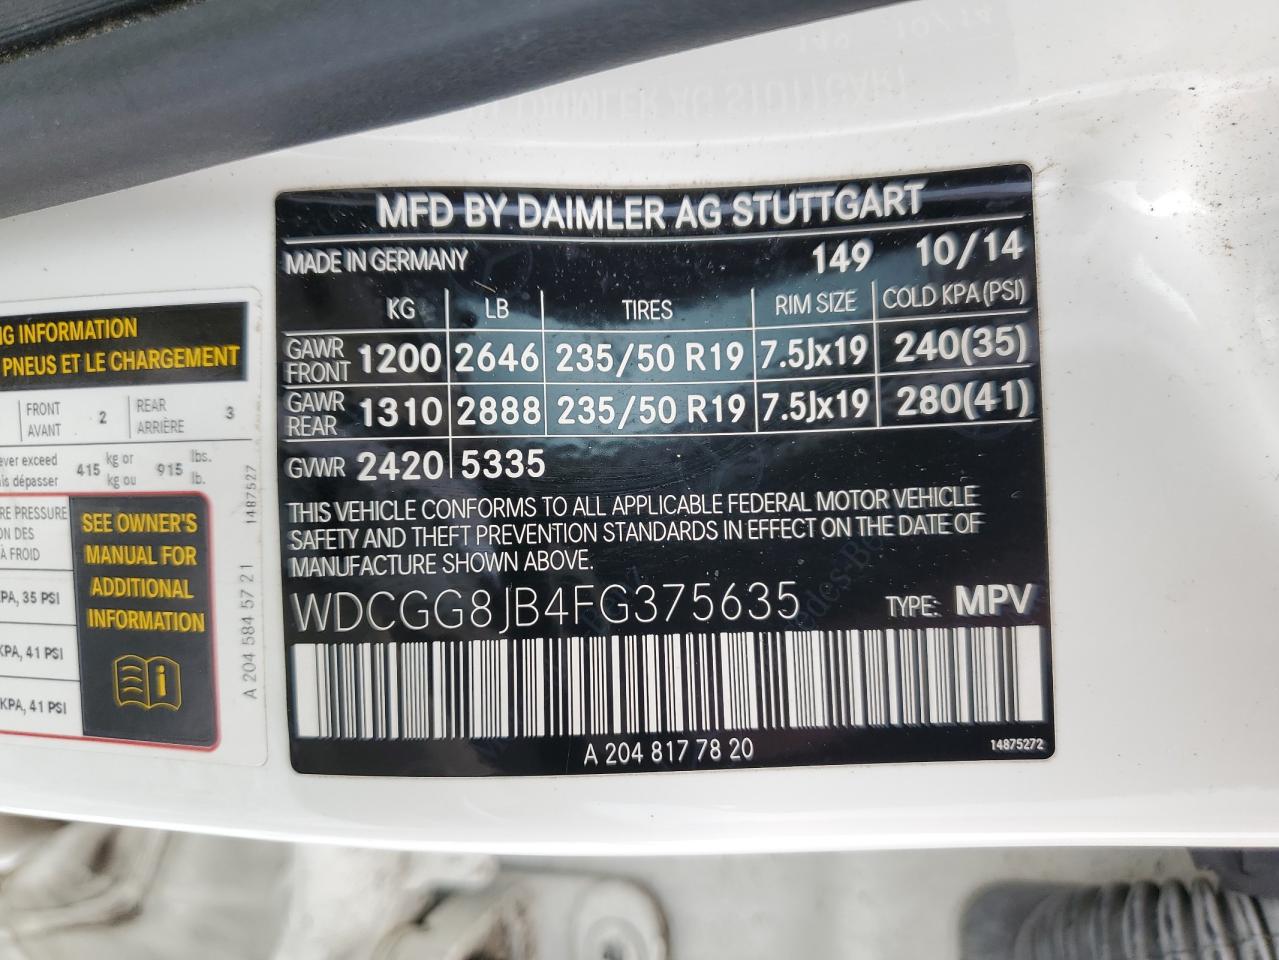 MFD BY DAIMLER AG STUTTGART
MADE IN GERMANY 149 10/14
KG LB TIRES RIM SIZE COLD KPA (PSI)
GAWR FRONT 1200 2646 235/50 R19 7.5Jx19 240(35)
GAWR REAR 1310 2888 235/50 R19 7.5Jx19 280(41)
GVWR 2420 5335
THIS VEHICLE CONFORMS TO ALL APPLICABLE FEDERAL MOTOR VEHICLE
SAFETY AND THEFT PREVENTION STANDARDS IN EFFECT ON THE DATE OF
MANUFACTURE SHOWN ABOVE.
WDCGG8JB4FG375635 TYPE: MPV
A 204 817 78 20
14875272
INFORMATION
PNEUS ET LE CHARGEMENT
FRONT AVANT 2 REAR ARRIÈRE 3
exceed 415 kg or 915 lbs.
dépasser kg ou lb.
PRESSURE
DES
À FROID
35 PSI
KPA, 41 PSI
KPA, 41 PSI
SEE OWNER'S
MANUAL FOR
ADDITIONAL
INFORMATION
A 204 584 57 21
1487527